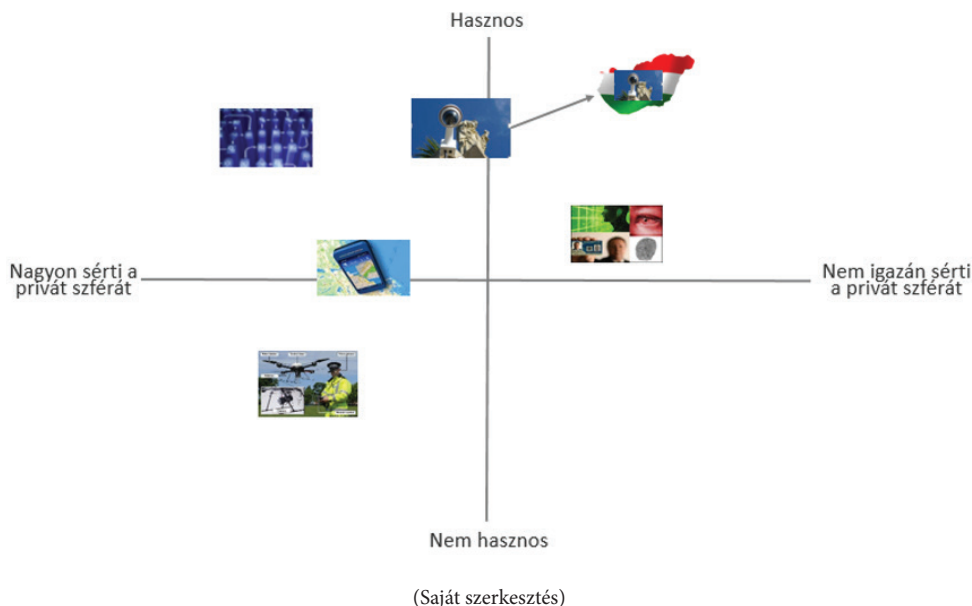 Hasznos
Nagyon sérti a
privát szférát
Nem igazán sérti
a privát szférát
Nem hasznos
(Saját szerkesztés)